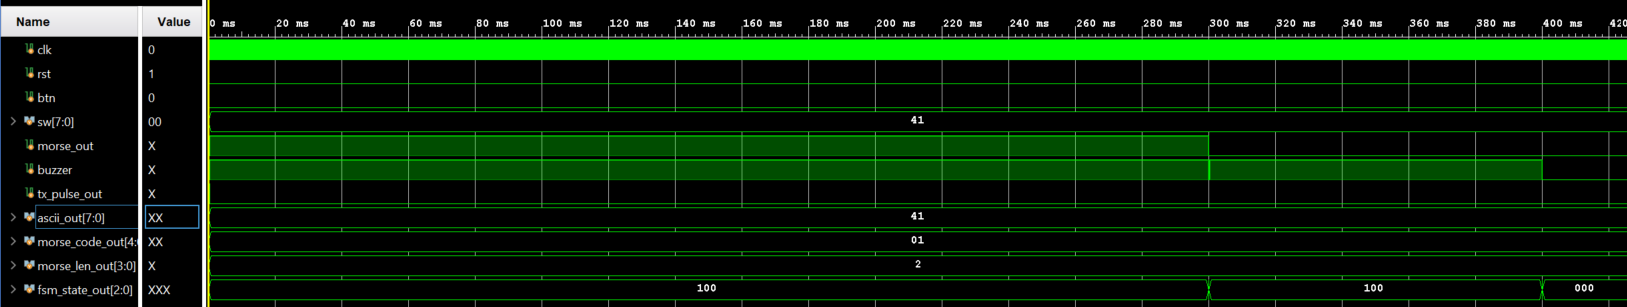 Name Value 0 ms 20 ms 40 ms 60 ms 80 ms 100 ms 120 ms 140 ms 160 ms 180 ms 200 ms 220 ms 240 ms 260 ms 280 ms 300 ms 320 ms 340 ms 360 ms 380 ms 400 ms 420
clk 0
rst 1
btn 0
sw[7:0] 00 41
morse_out X
buzzer X
tx_pulse_out X
ascii_out[7:0] XX 41
morse_code_out[4: XX 01
morse_len_out[3:0] X 2
fsm_state_out[2:0] XXX 100 100 000